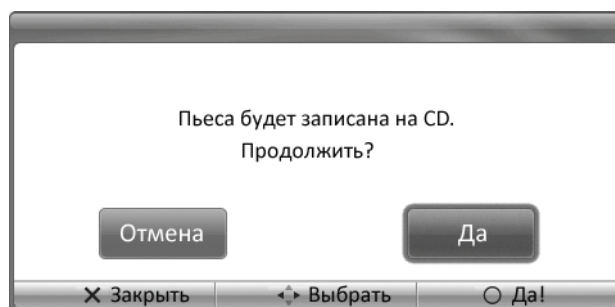 Пьеса будет записана на CD.
Продолжить?
Отмена Да
Закрыть Выбрать Да!